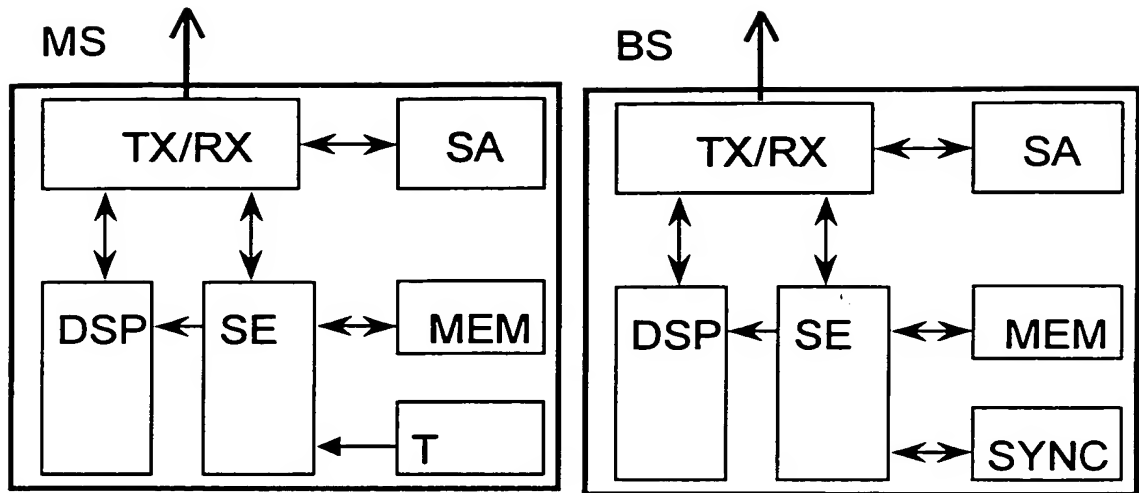 MS
TX/RX
SA
DSP
SE
MEM
T
BS
TX/RX
SA
DSP
SE
MEM
SYNC